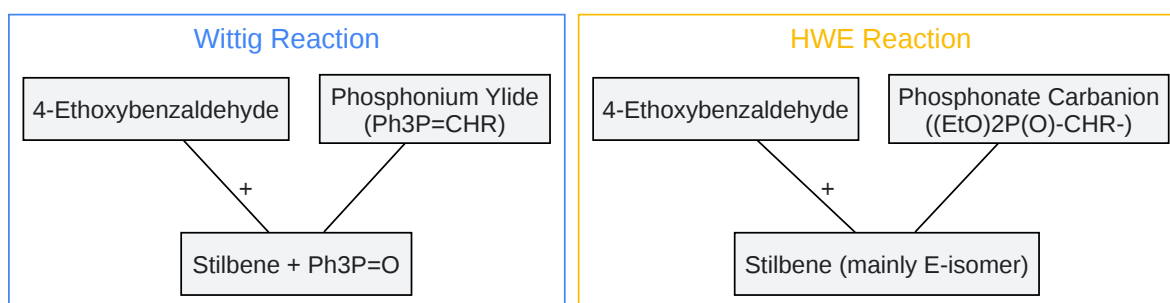 Wittig Reaction
4-Ethoxybenzaldehyde
Phosphonium Ylide
(Ph3P=CHR)
+
Stilbene + Ph3P=O
HWE Reaction
4-Ethoxybenzaldehyde
Phosphonate Carbanion
((EtO)2P(O)-CHR-)
+
Stilbene (mainly E-isomer)